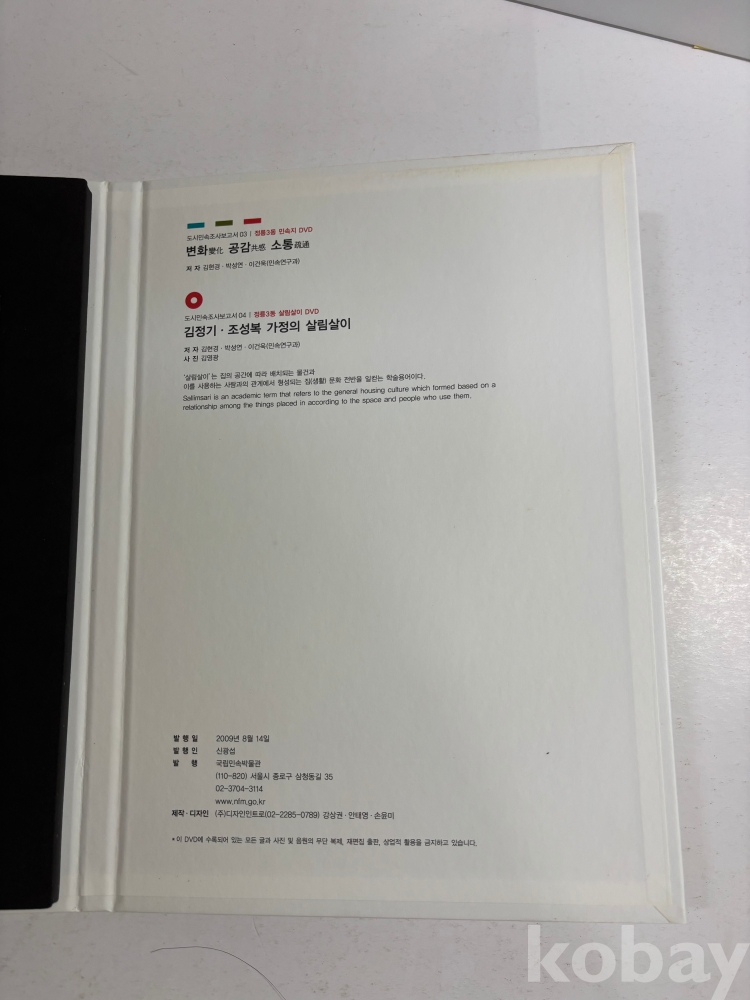 도시민속조사보고서 03 | 정릉3동 민속지 DVD
변화變化 공감共感 소통疏通
저 자 김현경 · 박성연 · 이건욱(민속연구과)
도시민속조사보고서 04 | 정릉3동 살림살이 DVD
김정기 · 조성복 가정의 살림살이
저 자 김현경 · 박성연 · 이건욱(민속연구과)
사 진 김영광
'살림살이'는 집의 공간에 따라 배치되는 물건과
이를 사용하는 사람과의 관계에서 형성되는 집(생활) 문화 전반을 일컫는 학술용어이다.
Sallimsari is an academic term that refers to the general housing culture which formed based on a
relationship among the things placed in according to the space and people who use them.
발 행 일 2009년 8월 14일
발 행 인 신광섭
발 행 국립민속박물관
(110-820) 서울시 종로구 삼청동길 35
02-3704-3114
www.nfm.go.kr
제작 · 디자인 (주)디자인인트로(02-2285-0789) 강상권 · 안태영 · 손윤미
* 이 DVD에 수록되어 있는 모든 글과 사진 및 음원의 무단 복제, 재편집 출판, 상업적 활용을 금지하고 있습니다.
kobay